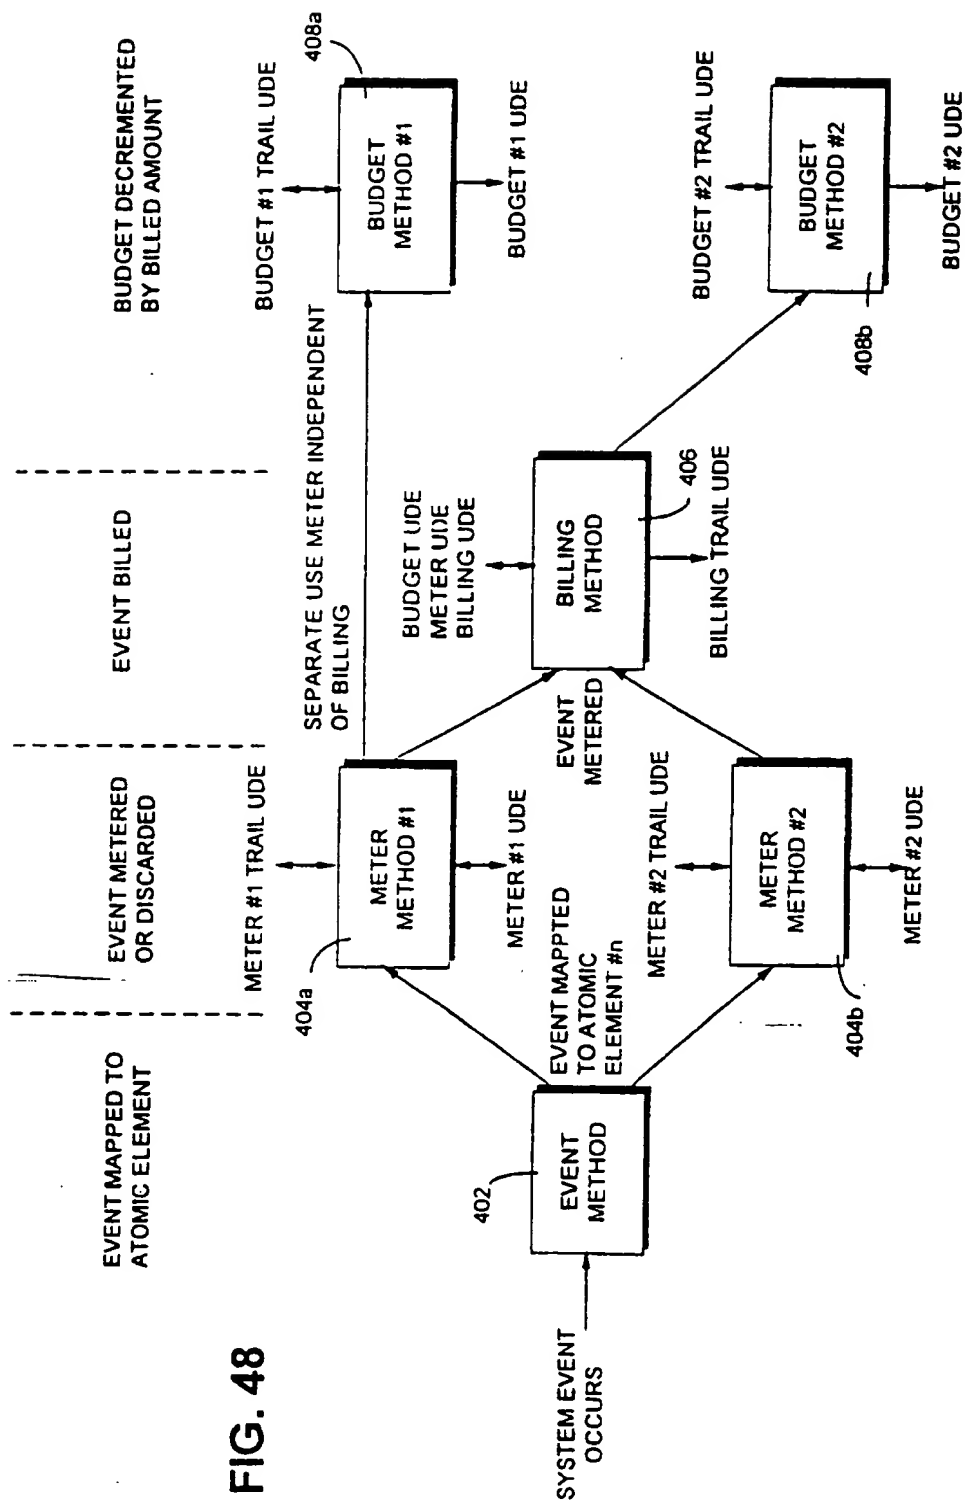 FIG. 48
EVENT MAPPED TO
ATOMIC ELEMENT
EVENT METERED
OR DISCARDED
EVENT BILLED
BUDGET DECREMENTED
BY BILLED AMOUNT
SYSTEM EVENT
OCCURS
402
EVENT
METHOD
EVENT MAPPTED
TO ATOMIC
ELEMENT #n
METER #1 TRAIL UDE
404a
METER
METHOD #1
METER #1 UDE
METER #2 TRAIL UDE
404b
METER
METHOD #2
METER #2 UDE
SEPARATE USE METER INDEPENDENT
OF BILLING
EVENT
METERED
BUDGET UDE
METER UDE
BILLING UDE
BILLING
METHOD
406
BILLING TRAIL UDE
BUDGET #1 TRAIL UDE
408a
BUDGET
METHOD #1
BUDGET #1 UDE
BUDGET #2 TRAIL UDE
BUDGET
METHOD #2
408b
BUDGET #2 UDE